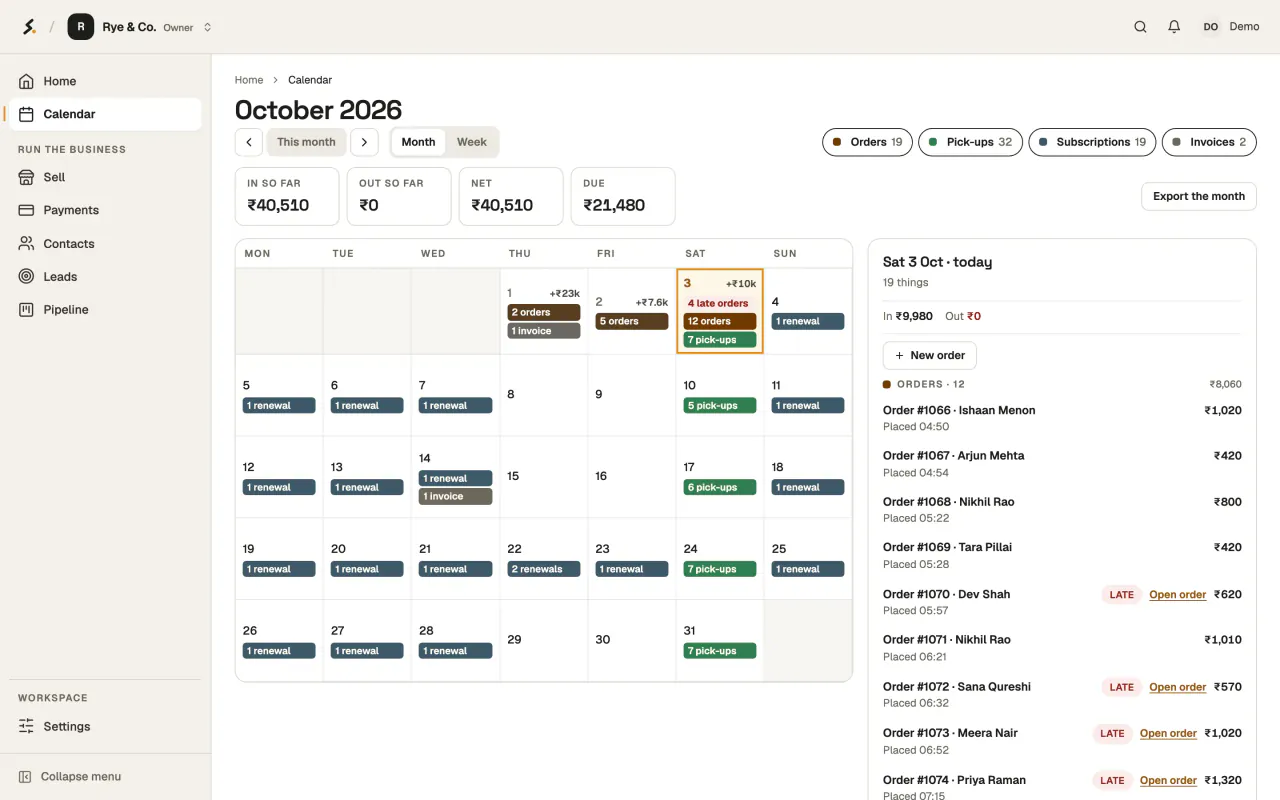 / R Rye & Co. Owner
DO Demo
Home
Calendar
RUN THE BUSINESS
Sell
Payments
Contacts
Leads
Pipeline
WORKSPACE
Settings
Collapse menu
Home > Calendar
October 2026
This month
Month Week
Orders 19
Pick-ups 32
Subscriptions 19
Invoices 2
IN SO FAR
₹40,510
OUT SO FAR
₹0
NET
₹40,510
DUE
₹21,480
Export the month
MON TUE WED THU FRI SAT SUN
1 +₹23k
2 orders
1 invoice
2 +₹7.6k
5 orders
3 +₹10k
4 late orders
12 orders
7 pick-ups
4
1 renewal
5
1 renewal
6
1 renewal
7
1 renewal
8
9
10
5 pick-ups
11
1 renewal
12
1 renewal
13
1 renewal
14
1 renewal
1 invoice
15
16
17
6 pick-ups
18
1 renewal
19
1 renewal
20
1 renewal
21
1 renewal
22
2 renewals
23
1 renewal
24
7 pick-ups
25
1 renewal
26
1 renewal
27
1 renewal
28
1 renewal
29
30
31
7 pick-ups
Sat 3 Oct · today
19 things
In ₹9,980 Out ₹0
+ New order
ORDERS · 12 ₹8,060
Order #1066 · Ishaan Menon ₹1,020
Placed 04:50
Order #1067 · Arjun Mehta ₹420
Placed 04:54
Order #1068 · Nikhil Rao ₹800
Placed 05:22
Order #1069 · Tara Pillai ₹420
Placed 05:28
Order #1070 · Dev Shah LATE Open order ₹620
Placed 05:57
Order #1071 · Nikhil Rao ₹1,010
Placed 06:21
Order #1072 · Sana Qureshi LATE Open order ₹570
Placed 06:32
Order #1073 · Meera Nair LATE Open order ₹1,020
Placed 06:52
Order #1074 · Priya Raman LATE Open order ₹1,320
Placed 07:15